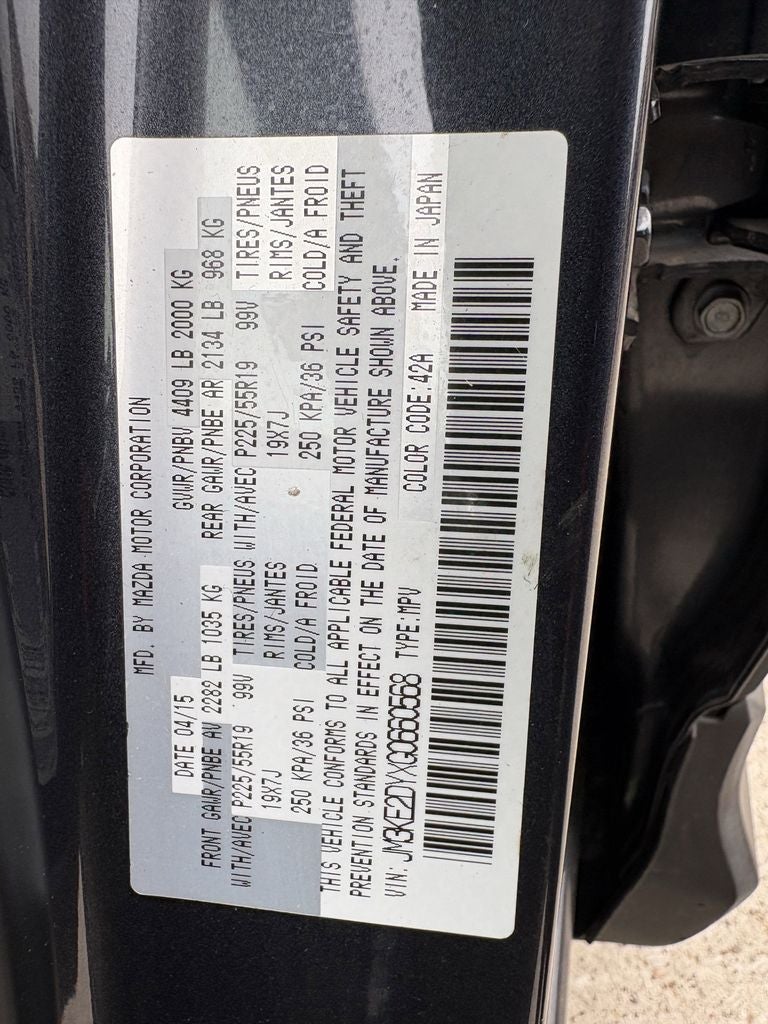 MFD. BY MAZDA MOTOR CORPORATION
DATE 04/15 GVWR/PNBV 4409 LB 2000 KG
FRONT GAWR/PNBE AV 2282 LB 1035 KG REAR GAWR/PNBE AR 2134 LB 968 KG
WITH/AVEC P225/55R19 99V TIRES/PNEUS WITH/AVEC P225/55R19 99V TIRES/PNEUS
19X7J RIMS/JANTES 19X7J RIMS/JANTES
250 KPA/36 PSI COLD/A FROID 250 KPA/36 PSI COLD/A FROID
THIS VEHICLE CONFORMS TO ALL APPLICABLE FEDERAL MOTOR VEHICLE SAFETY AND THEFT
PREVENTION STANDARDS IN EFFECT ON THE DATE OF MANUFACTURE SHOWN ABOVE.
VIN: JM3KE2DYXG0660568 TYPE:MPV COLOR CODE:42A MADE IN JAPAN